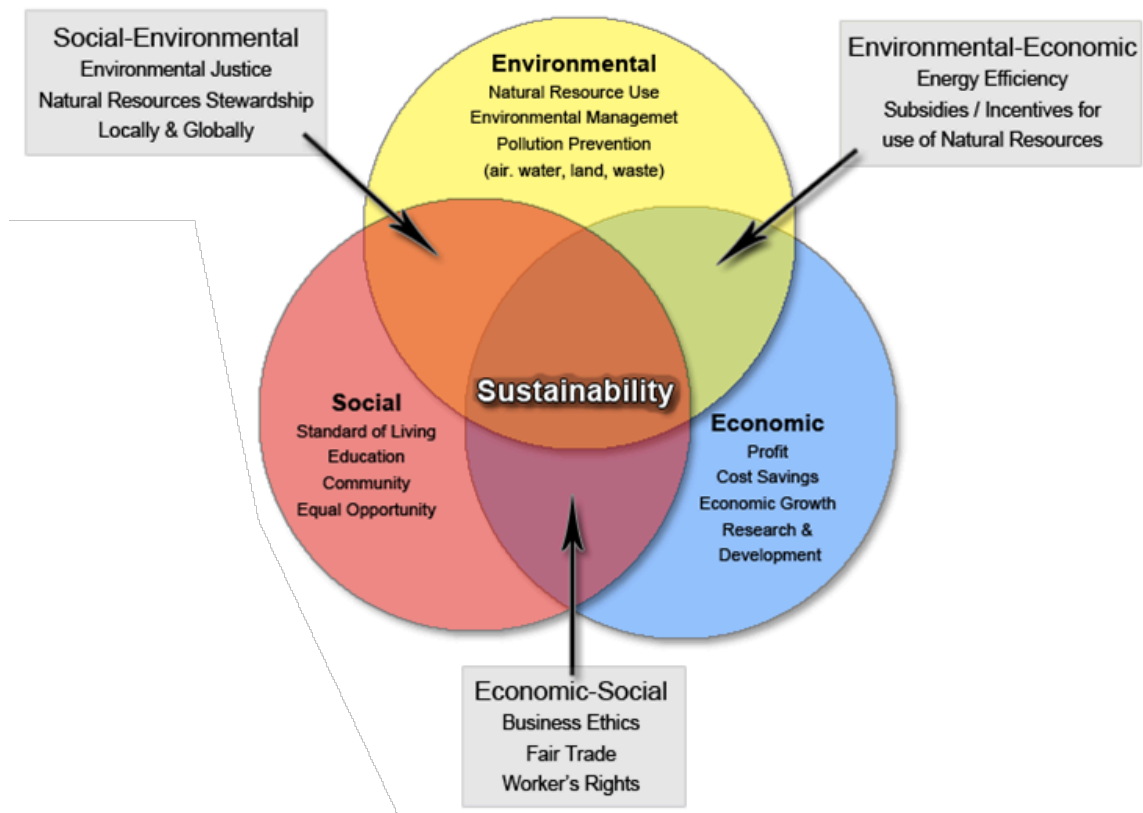 Social-Environmental
Environmental Justice
Natural Resources Stewardship
Locally & Globally
Environmental
Natural Resource Use
Environmental Managemet
Pollution Prevention
(air. water, land, waste)
Environmental-Economic
Energy Efficiency
Subsidies / Incentives for
use of Natural Resources
Sustainability
Social
Standard of Living
Education
Community
Equal Opportunity
Economic
Profit
Cost Savings
Economic Growth
Research &
Development
Economic-Social
Business Ethics
Fair Trade
Worker's Rights